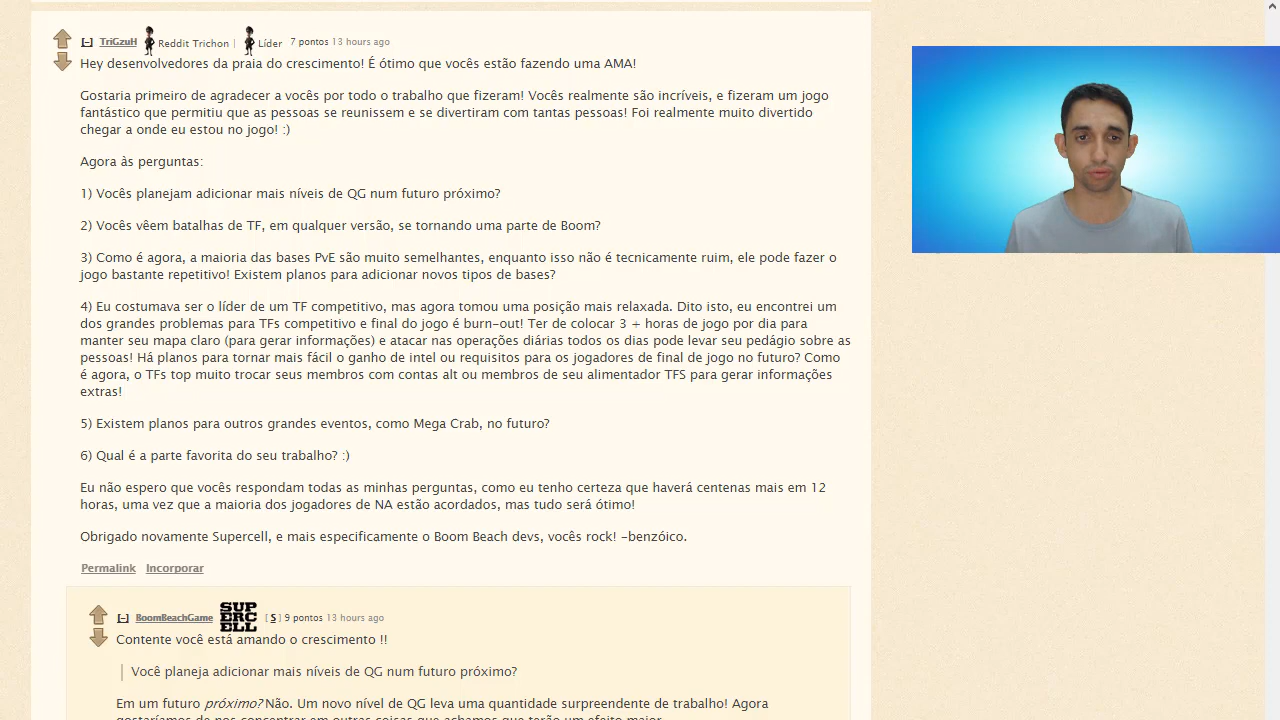 [–] TriGzuH Reddit Trichon | Líder 7 pontos 13 hours ago
Hey desenvolvedores da praia do crescimento! É ótimo que vocês estão fazendo uma AMA!
Gostaria primeiro de agradecer a vocês por todo o trabalho que fizeram! Vocês realmente são incríveis, e fizeram um jogo
fantástico que permitiu que as pessoas se reunissem e se divertiram com tantas pessoas! Foi realmente muito divertido
chegar a onde eu estou no jogo! :)
Agora às perguntas:
1) Vocês planejam adicionar mais níveis de QG num futuro próximo?
2) Vocês vêem batalhas de TF, em qualquer versão, se tornando uma parte de Boom?
3) Como é agora, a maioria das bases PvE são muito semelhantes, enquanto isso não é tecnicamente ruim, ele pode fazer o
jogo bastante repetitivo! Existem planos para adicionar novos tipos de bases?
4) Eu costumava ser o líder de um TF competitivo, mas agora tomou uma posição mais relaxada. Dito isto, eu encontrei um
dos grandes problemas para TFs competitivo e final do jogo é burn-out! Ter de colocar 3 + horas de jogo por dia para
manter seu mapa claro (para gerar informações) e atacar nas operações diárias todos os dias pode levar seu pedágio sobre as
pessoas! Há planos para tornar mais fácil o ganho de intel ou requisitos para os jogadores de final de jogo no futuro? Como
é agora, o TFs top muito trocar seus membros com contas alt ou membros de seu alimentador TFS para gerar informações
extras!
5) Existem planos para outros grandes eventos, como Mega Crab, no futuro?
6) Qual é a parte favorita do seu trabalho? :)
Eu não espero que vocês respondam todas as minhas perguntas, como eu tenho certeza que haverá centenas mais em 12
horas, uma vez que a maioria dos jogadores de NA estão acordados, mas tudo será ótimo!
Obrigado novamente Supercell, e mais especificamente o Boom Beach devs, vocês rock! -benzóico.
Permalink Incorporar
[–] BoomBeachGame SUPERCELL [ S ] 9 pontos 13 hours ago
Contente você está amando o crescimento !!
Você planeja adicionar mais níveis de QG num futuro próximo?
Em um futuro próximo? Não. Um novo nível de QG leva uma quantidade surpreendente de trabalho! Agora
gostaríamos de nos concentrar em outras coisas que achamos que terão um efeito maior.